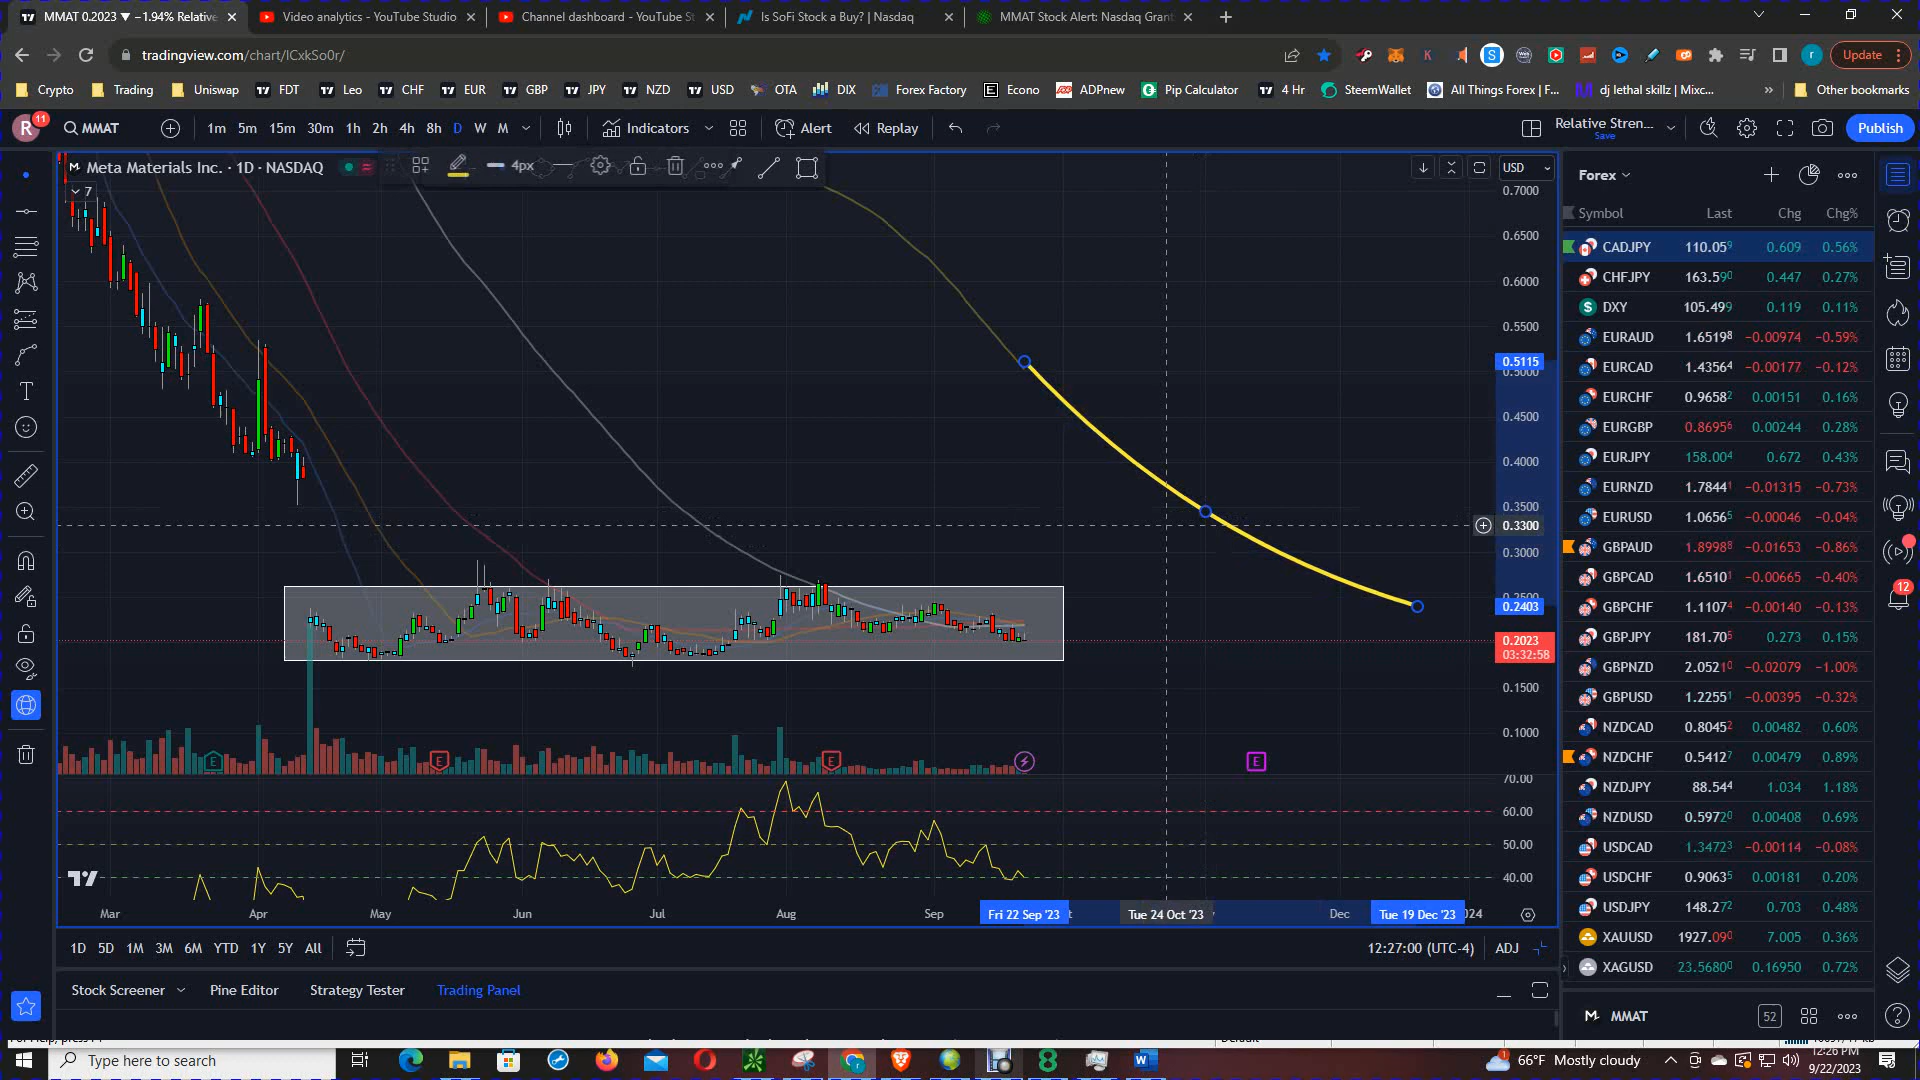 MMAT 0.2023 ▼ −1.94% Relative
Video analytics - YouTube Studio
Channel dashboard - YouTube St
Is SoFi Stock a Buy? | Nasdaq
MMAT Stock Alert: Nasdaq Grant
tradingview.com/chart/
Update
Crypto Trading Uniswap FDT Leo CHF EUR GBP JPY NZD USD OTA DIX Forex Factory Econo ADPnew Pip Calculator 4 Hr SteemWallet All Things Forex | F... dj lethal skillz | Mixc... » Other bookmarks
R 11 MMAT 1m 5m 15m 30m 1h 2h 4h 8h D W M Indicators Alert Replay Relative Stren... Save Publish
Meta Materials Inc. · 1D · NASDAQ
4px
USD
7
0.7000
0.6500
0.6000
0.5500
0.5115
0.5000
0.4500
0.4000
0.3500
0.3300
0.3000
0.2500
0.2403
0.2023
03:32:58
0.1500
0.1000
E E E E
70.00
60.00
50.00
40.00
Mar Apr May Jun Jul Aug Sep Fri 22 Sep '23 Tue 24 Oct '23 Dec Tue 19 Dec '23 024
1D 5D 1M 3M 6M YTD 1Y 5Y All 12:27:00 (UTC-4) ADJ
Stock Screener Pine Editor Strategy Tester Trading Panel
Forex
Symbol Last Chg Chg%
CADJPY 110.059 0.609 0.56%
CHFJPY 163.590 0.447 0.27%
DXY 105.499 0.119 0.11%
EURAUD 1.65198 −0.00974 −0.59%
EURCAD 1.43564 −0.00177 −0.12%
EURCHF 0.96582 0.00151 0.16%
EURGBP 0.86956 0.00244 0.28%
EURJPY 158.004 0.672 0.43%
EURNZD 1.78441 −0.01315 −0.73%
EURUSD 1.06565 −0.00046 −0.04%
GBPAUD 1.89988 −0.01653 −0.86%
GBPCAD 1.65101 −0.00665 −0.40%
GBPCHF 1.11074 −0.00140 −0.13%
GBPJPY 181.705 0.273 0.15%
GBPNZD 2.05210 −0.02079 −1.00%
GBPUSD 1.22551 −0.00395 −0.32%
NZDCAD 0.80452 0.00482 0.60%
NZDCHF 0.54127 0.00479 0.89%
NZDJPY 88.544 1.034 1.18%
NZDUSD 0.59720 0.00408 0.69%
USDCAD 1.34723 −0.00114 −0.08%
USDCHF 0.90635 0.00181 0.20%
USDJPY 148.272 0.703 0.48%
XAUUSD 1927.090 7.005 0.36%
XAGUSD 23.5680 0.16950 0.72%
MMAT 52
12
Type here to search
66°F Mostly cloudy
12:26 PM
9/22/2023